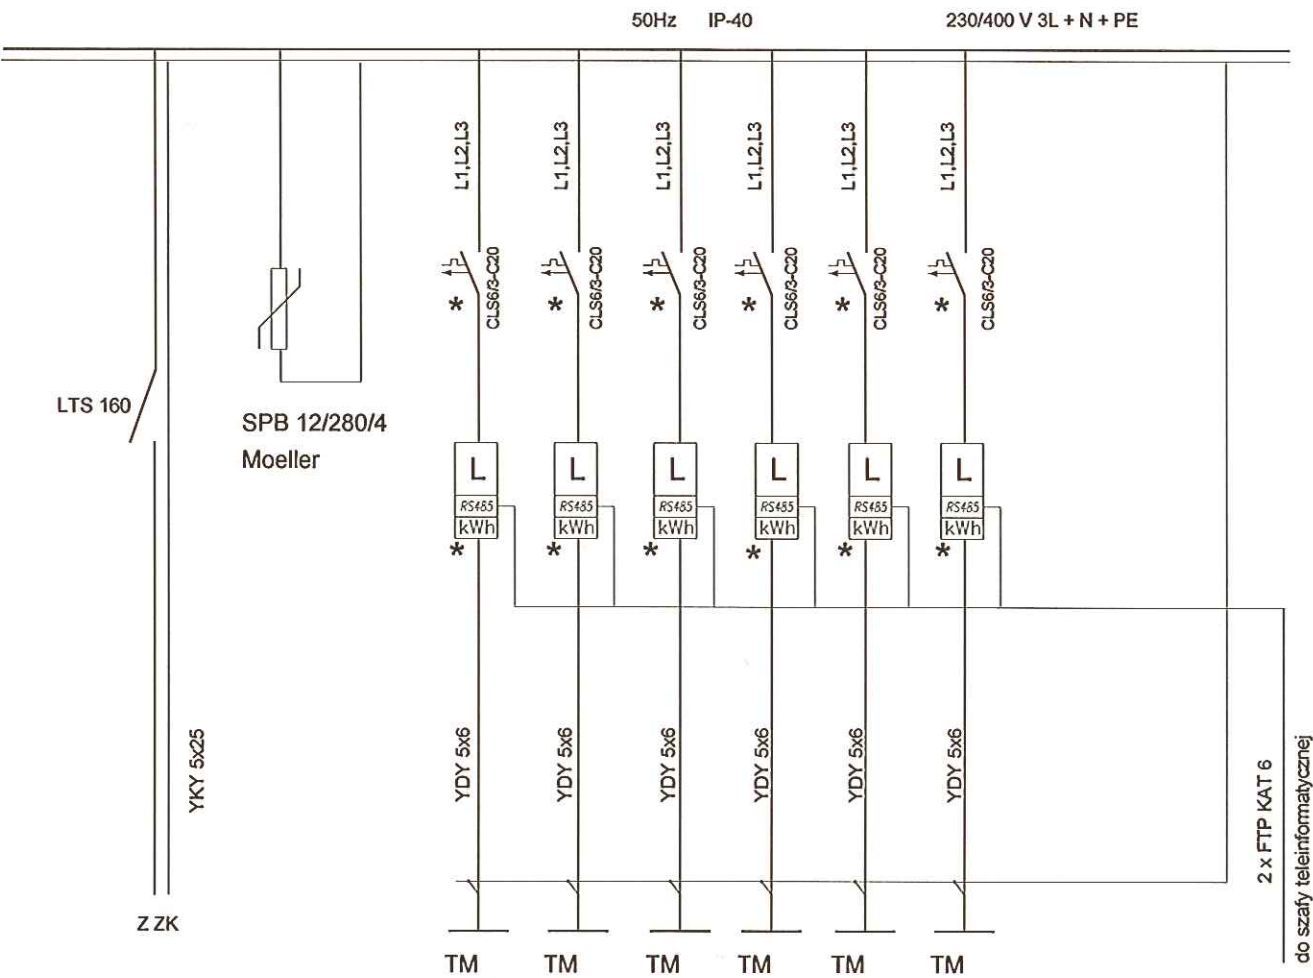 50Hz IP-40 230/400 V 3L + N + PE
L1,L2,L3
L1,L2,L3
L1,L2,L3
L1,L2,L3
L1,L2,L3
L1,L2,L3
* CLS6/3-C20
* CLS6/3-C20
* CLS6/3-C20
* CLS6/3-C20
* CLS6/3-C20
* CLS6/3-C20
LTS 160
SPB 12/280/4
Moeller
L
RS485
kWh
*
L
RS485
kWh
*
L
RS485
kWh
*
L
RS485
kWh
*
L
RS485
kWh
*
L
RS485
kWh
*
YKY 5x25
YDY 5x6
YDY 5x6
YDY 5x6
YDY 5x6
YDY 5x6
YDY 5x6
2 x FTP KAT 6
do szafy teleinformatycznej
Z ZK
TM
TM
TM
TM
TM
TM